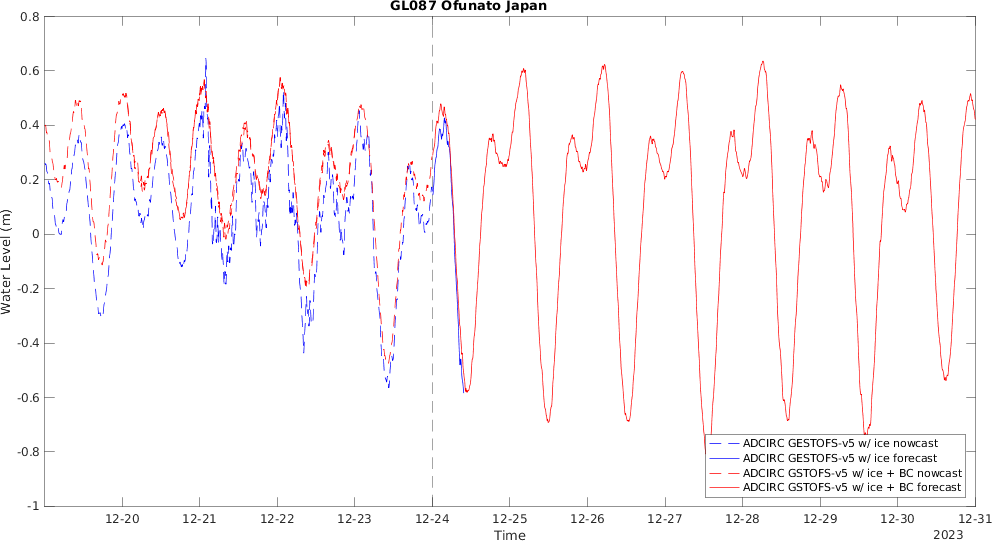 GL087 Ofunato Japan
0.8
0.6
0.4
0.2
0
-0.2
-0.4
-0.6
-0.8
-1
Water Level (m)
ADCIRC GESTOFS-v5 w/ ice nowcast
ADCIRC GESTOFS-v5 w/ ice forecast
ADCIRC GSTOFS-v5 w/ ice + BC nowcast
ADCIRC GSTOFS-v5 w/ ice + BC forecast
12-20 12-21 12-22 12-23 12-24 12-25 12-26 12-27 12-28 12-29 12-30 12-31
Time
2023